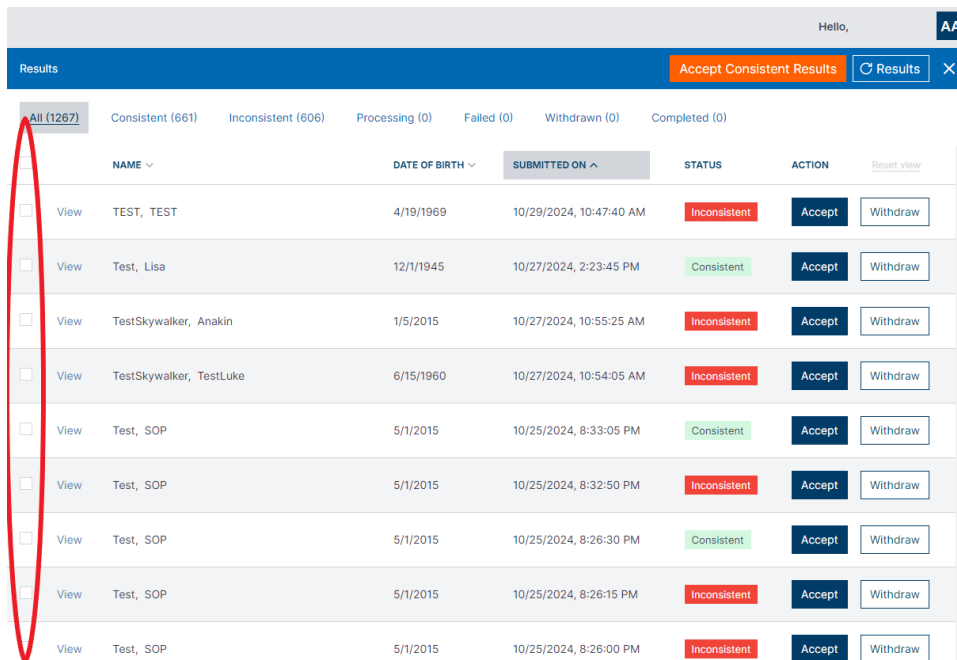 Hello, AA
Results Accept Consistent Results Results
All (1267) Consistent (661) Inconsistent (606) Processing (0) Failed (0) Withdrawn (0) Completed (0)
NAME DATE OF BIRTH SUBMITTED ON STATUS ACTION Reset view
View TEST, TEST 4/19/1969 10/29/2024, 10:47:40 AM Inconsistent Accept Withdraw
View Test, Lisa 12/1/1945 10/27/2024, 2:23:45 PM Consistent Accept Withdraw
View TestSkywalker, Anakin 1/5/2015 10/27/2024, 10:55:25 AM Inconsistent Accept Withdraw
View TestSkywalker, TestLuke 6/15/1960 10/27/2024, 10:54:05 AM Inconsistent Accept Withdraw
View Test, SOP 5/1/2015 10/25/2024, 8:33:05 PM Consistent Accept Withdraw
View Test, SOP 5/1/2015 10/25/2024, 8:32:50 PM Inconsistent Accept Withdraw
View Test, SOP 5/1/2015 10/25/2024, 8:26:30 PM Consistent Accept Withdraw
View Test, SOP 5/1/2015 10/25/2024, 8:26:15 PM Inconsistent Accept Withdraw
View Test, SOP 5/1/2015 10/25/2024, 8:26:00 PM Inconsistent Accept Withdraw